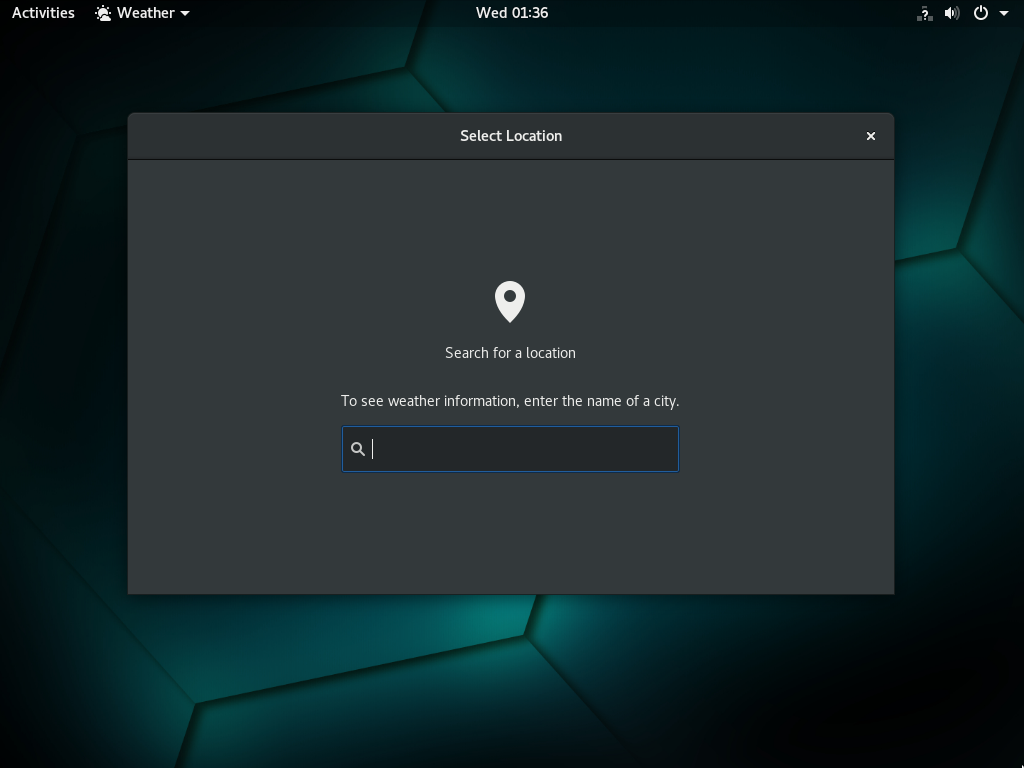 Activities Weather Wed 01:36
Select Location
Search for a location
To see weather information, enter the name of a city.